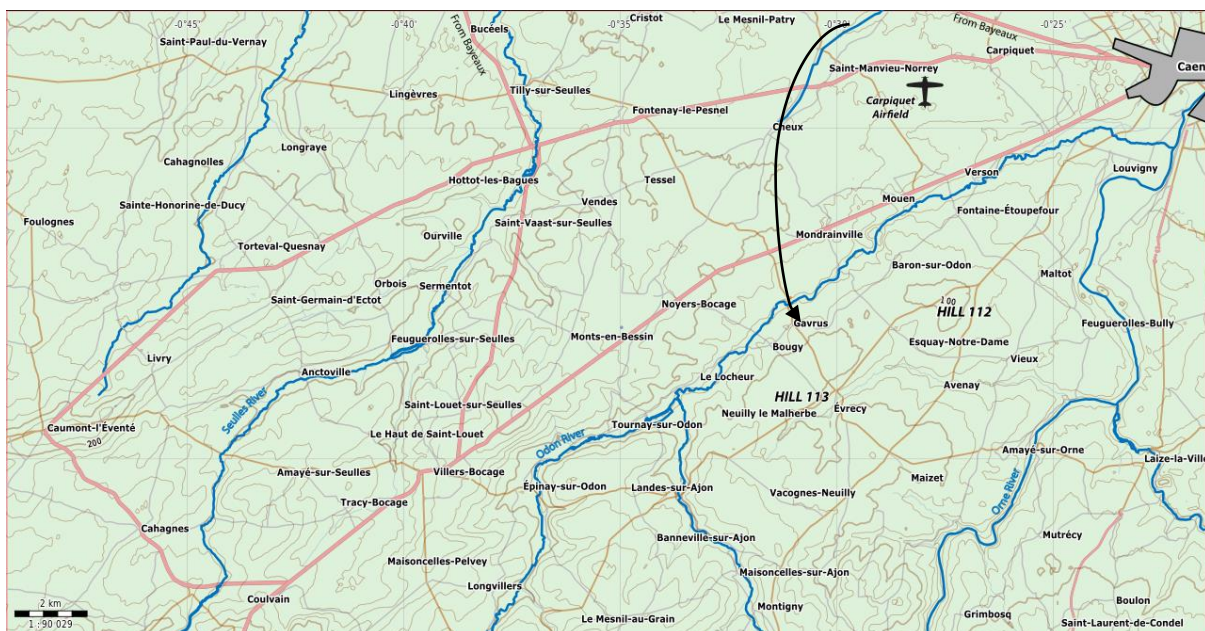 -0°45'
-0°40'
-0°35'
-0°30'
-0°25'
Cristot
Le Mesnil-Patry
From Bayeaux
From Bayeaux
Bucéels
Saint-Paul-du-Vernay
Carpiquet
Saint-Manvieu-Norrey
Caen
Tilly-sur-Seulles
Lingèvres
Fontenay-le-Pesnel
Carpiquet
Airfield
Cheux
Longraye
Cahagnolles
Louvigny
Verson
Hottot-les-Bagues
Tessel
Mouen
Sainte-Honorine-de-Ducy
Vendes
Fontaine-Étoupefour
Foulognes
Saint-Vaast-sur-Seulles
Ourville
Mondrainville
Torteval-Quesnay
Baron-sur-Odon
Maltot
Orbois
Sermentot
Saint-Germain-d'Ectot
100
Noyers-Bocage
HILL 112
Gavrus
Feuguerolles-Bully
Feuguerolles-sur-Seulles
Monts-en-Bessin
Esquay-Notre-Dame
Bougy
Livry
Vieux
Anctoville
Le Locheur
Avenay
HILL 113
Saint-Louet-sur-Seulles
Évrecy
Neuilly le Malherbe
Seulles River
Caumont-l'Éventé
Tournay-sur-Odon
Le Haut de Saint-Louet
200
Odon River
Amayé-sur-Orne
Laize-la-Ville
Amayé-sur-Seulles
Villers-Bocage
Maizet
Épinay-sur-Odon
Landes-sur-Ajon
Vacognes-Neuilly
Orne River
Tracy-Bocage
Cahagnes
Mutrécy
Banneville-sur-Ajon
Maisoncelles-Pelvey
Maisoncelles-sur-Ajon
Longvillers
Coulvain
Boulon
Montigny
2 km
Grimbosq
Le Mesnil-au-Grain
Saint-Laurent-de-Condel
1 : 90 029